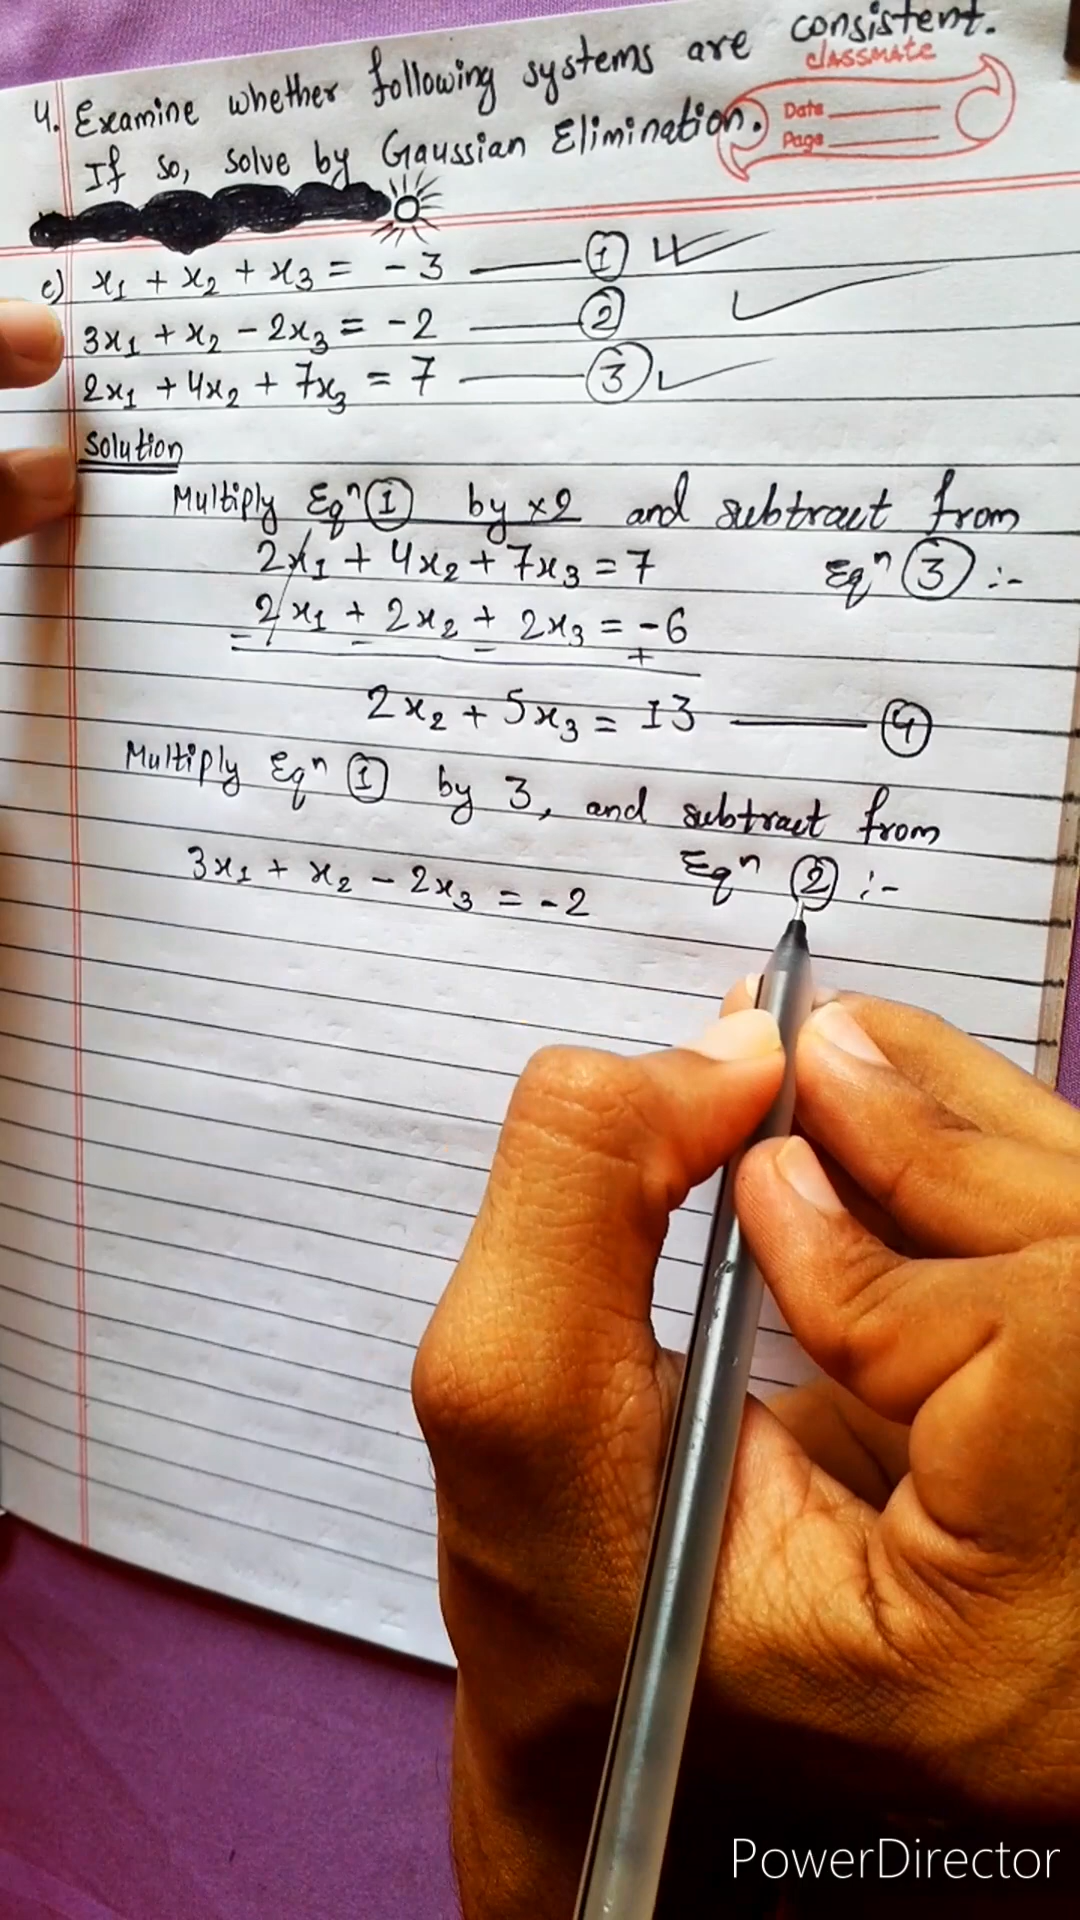 4. Examine whether following systems are consistent.
classmate
If so, solve by Gaussian Elimination.
Date
Page
c) x₁ + x₂ + x₃ = -3 ——— ①
3x₁ + x₂ - 2x₃ = -2 ——— ②
2x₁ + 4x₂ + 7x₃ = 7 ——— ③
Solution
Multiply Eqⁿ ① by ×2 and subtract from
Eqⁿ ③ :-
2x₁ + 4x₂ + 7x₃ = 7
2x₁ + 2x₂ + 2x₃ = -6
- - - +
2x₂ + 5x₃ = 13 ——— ④
Multiply Eqⁿ ① by 3, and subtract from
Eqⁿ ② :-
3x₁ + x₂ - 2x₃ = -2
PowerDirector